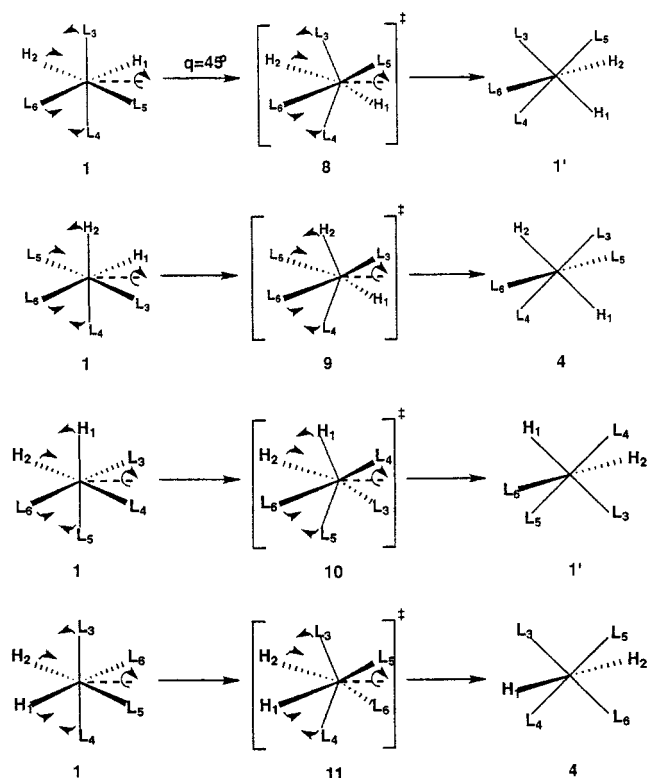 L3
H2 H1
L6 L5
L4
q=45º
L3 ‡
H2 L5
L6 H1
L4
L3 L5
H2
L6
L4 H1
1 8 1'
H2
L5 H1
L6 L3
L4
H2 ‡
L5 L3
L6 H1
L4
H2 L3
L5
L6
L4 H1
1 9 4
H1
H2 L3
L6 L4
L5
H1 ‡
H2 L4
L6 L3
L5
H1 L4
H2
L6
L5 L3
1 10 1'
L3
H2 L6
H1 L5
L4
L3 ‡
H2 L5
H1 L6
L4
L3 L5
H2
H1
L4 L6
1 11 4